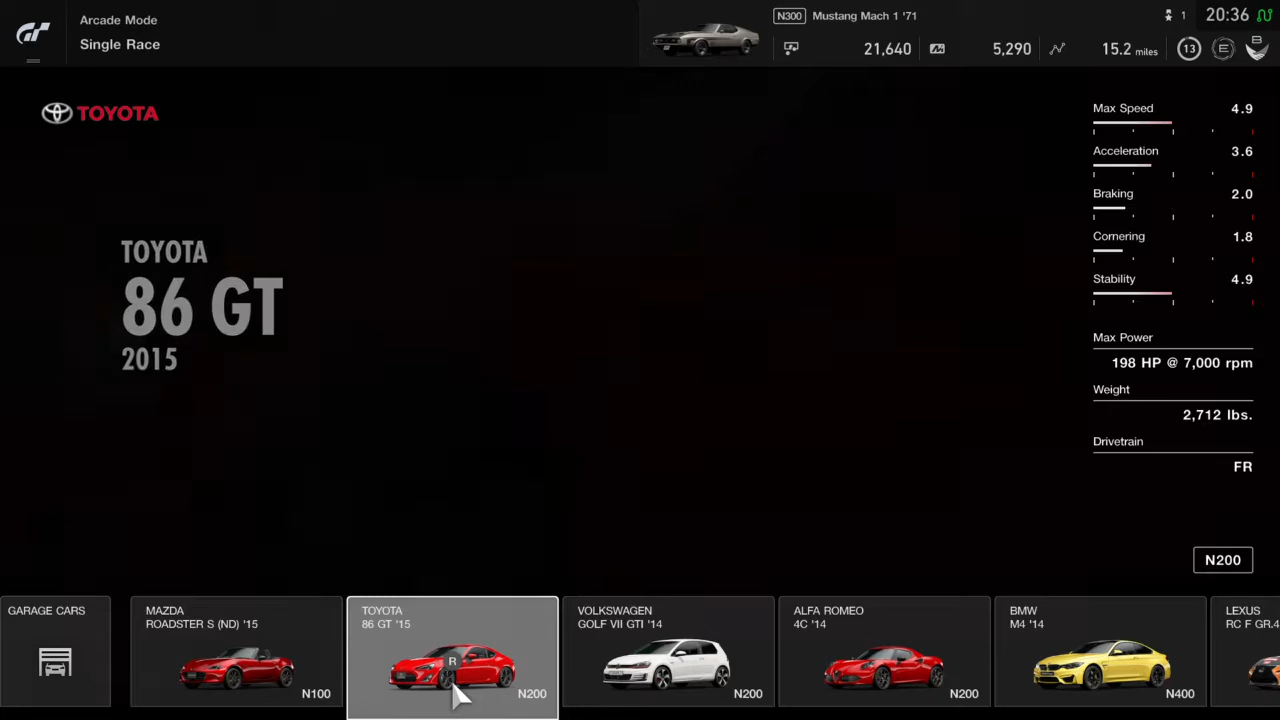 Arcade Mode
Single Race
N300 Mustang Mach 1 '71
1 20:36
21,640 5,290 15.2 miles 13 E B
TOYOTA
TOYOTA
86 GT
2015
Max Speed 4.9
Acceleration 3.6
Braking 2.0
Cornering 1.8
Stability 4.9
Max Power
198 HP @ 7,000 rpm
Weight
2,712 lbs.
Drivetrain
FR
N200
GARAGE CARS
MAZDA
ROADSTER S (ND) '15
N100
TOYOTA
86 GT '15
R
N200
VOLKSWAGEN
GOLF VII GTI '14
N200
ALFA ROMEO
4C '14
N200
BMW
M4 '14
N400
LEXUS
RC F GR.4